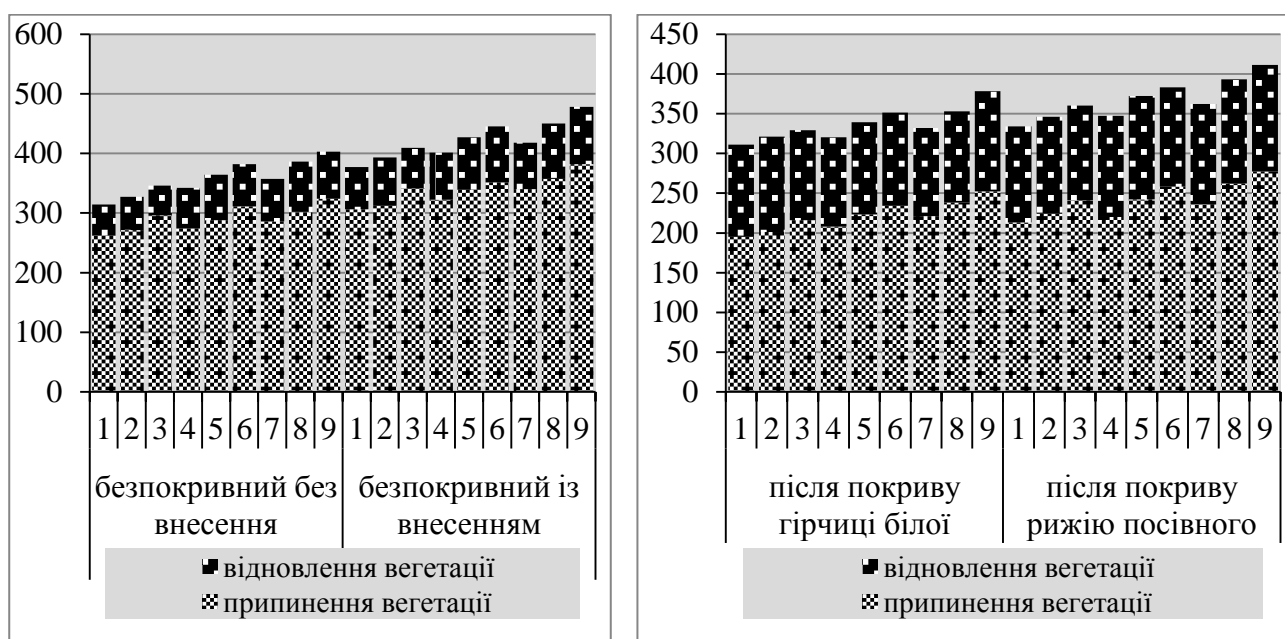 600
500
400
300
200
100
0
1 2 3 4 5 6 7 8 9 1 2 3 4 5 6 7 8 9
безпокривний без
внесення
безпокривний із
внесенням
відновлення вегетації
припинення вегетації
450
400
350
300
250
200
150
100
50
0
1 2 3 4 5 6 7 8 9 1 2 3 4 5 6 7 8 9
після покриву
гірчиці білої
після покриву
рижію посівного
відновлення вегетації
припинення вегетації